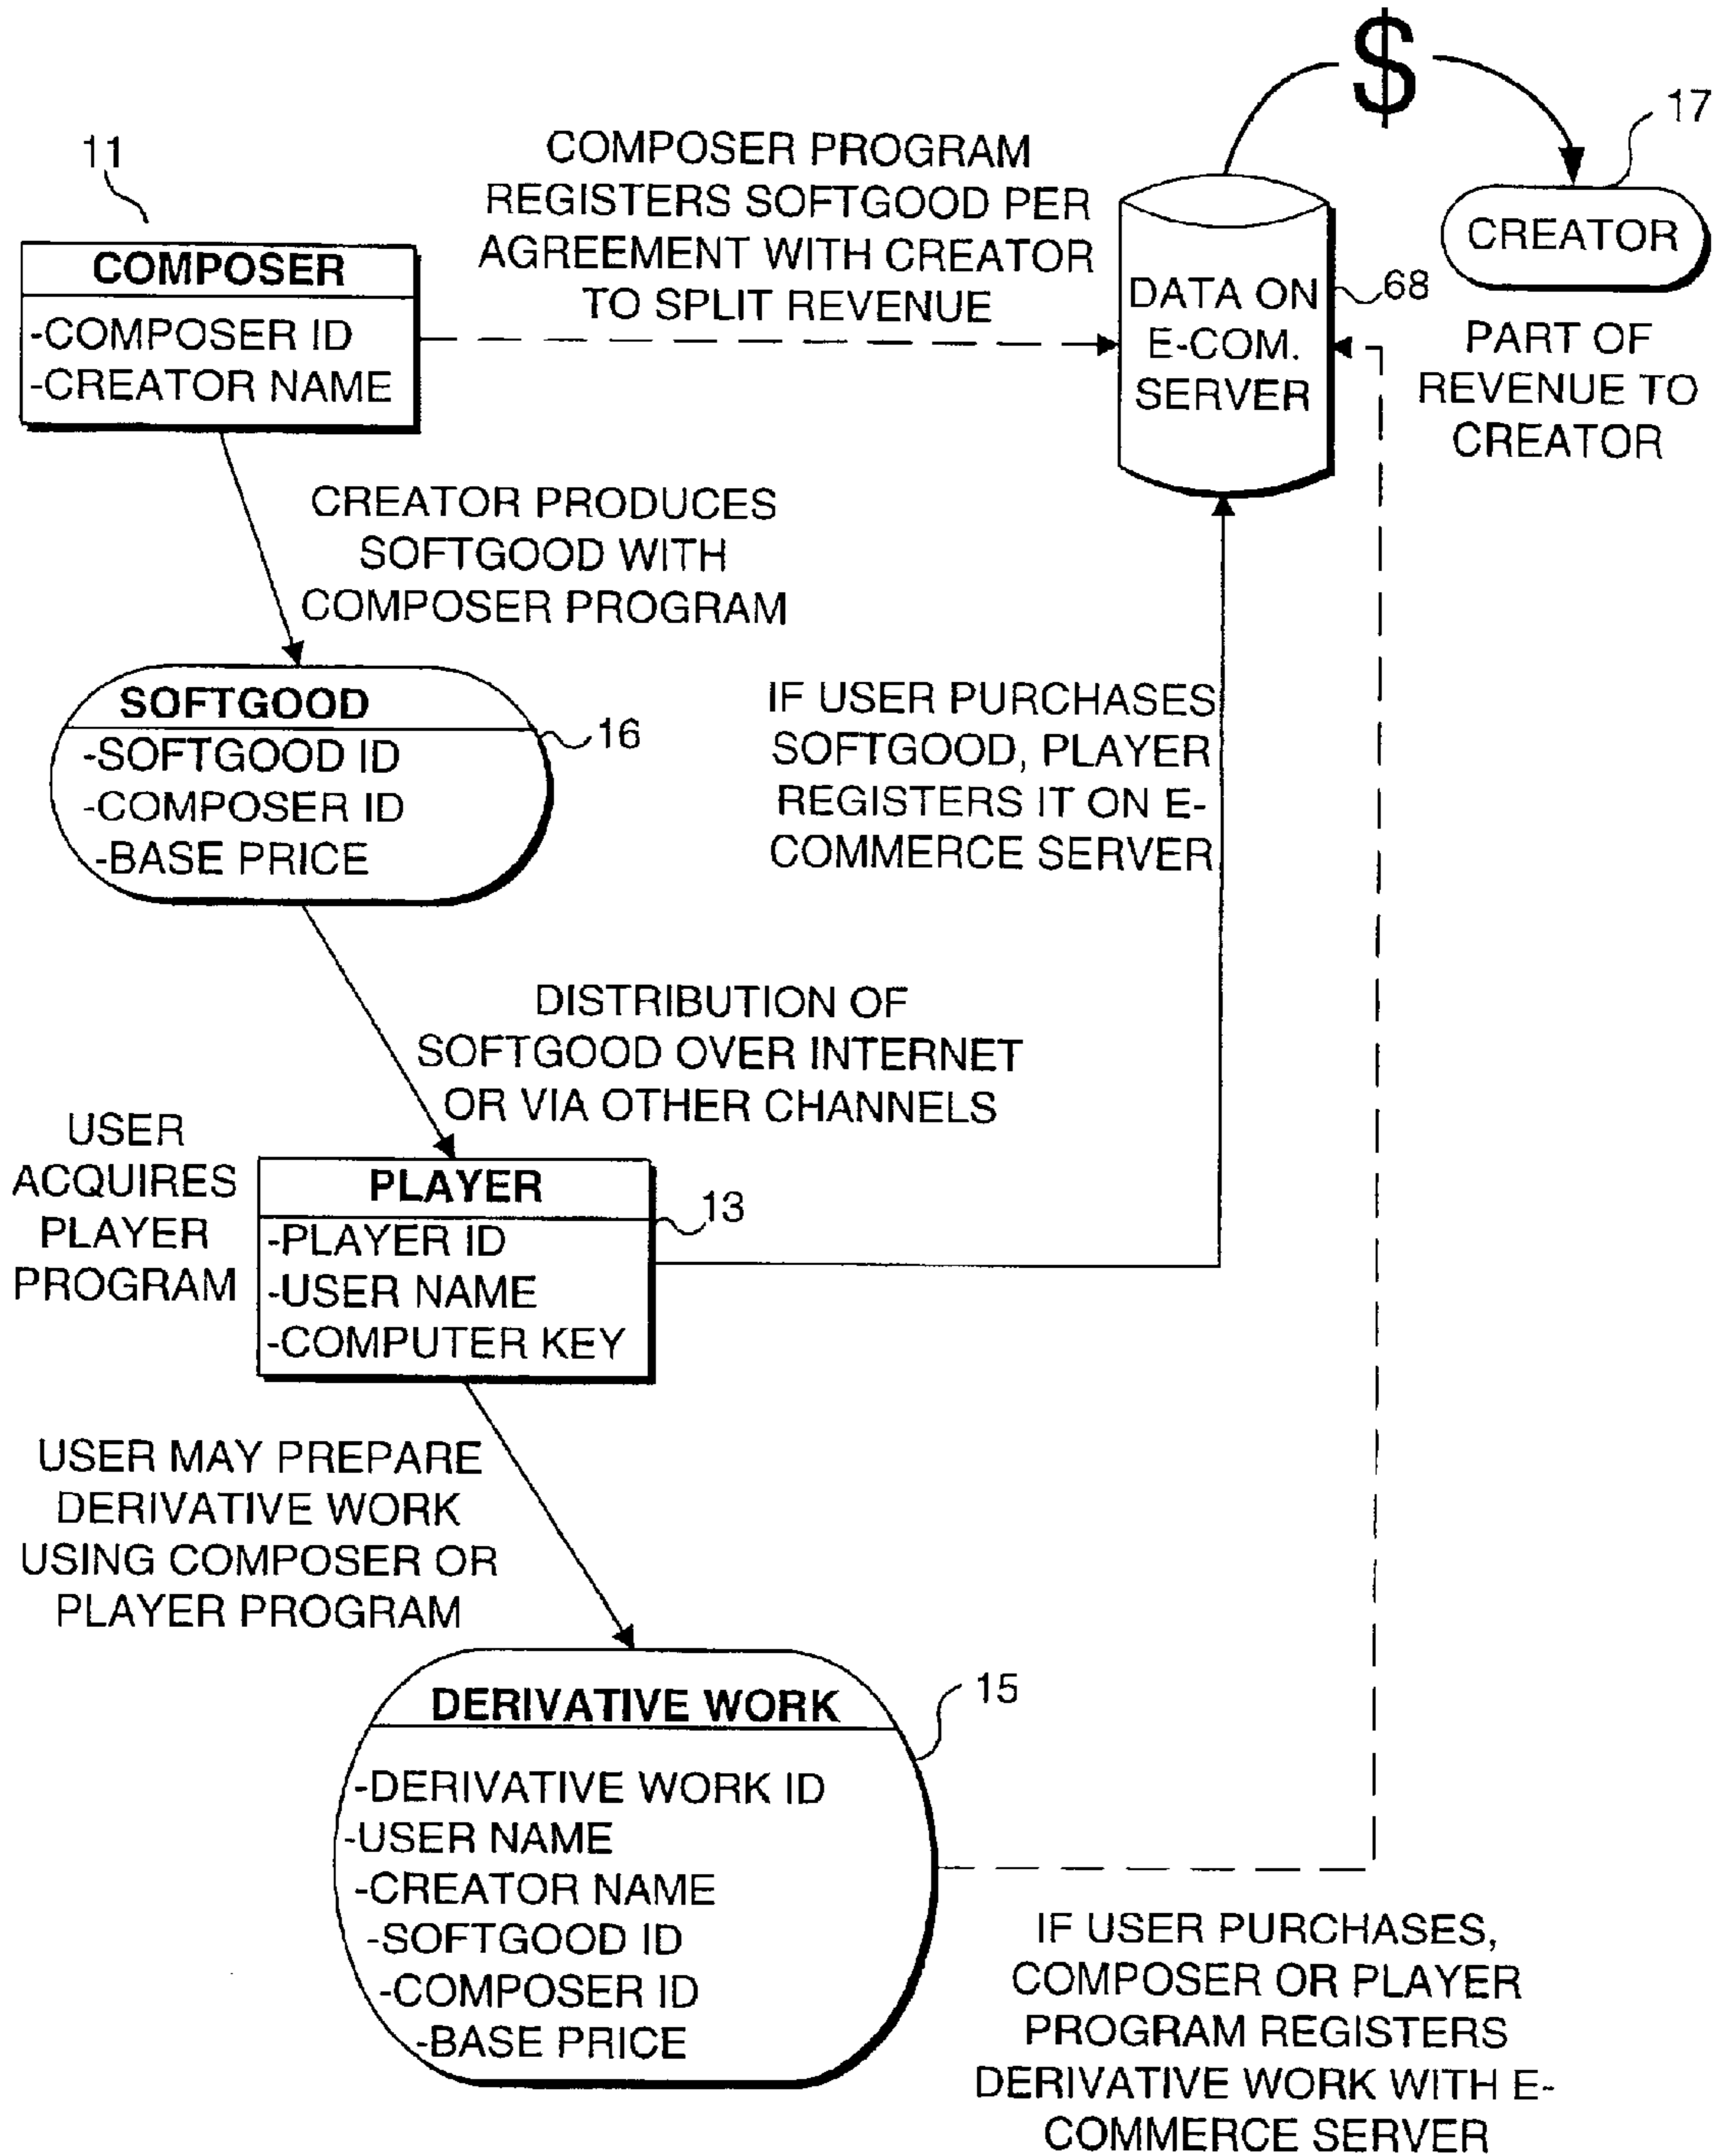 $
17
11
COMPOSER PROGRAM
REGISTERS SOFTGOOD PER
AGREEMENT WITH CREATOR
TO SPLIT REVENUE
COMPOSER
-COMPOSER ID
-CREATOR NAME
DATA ON
E-COM.
SERVER
68
CREATOR
PART OF
REVENUE TO
CREATOR
CREATOR PRODUCES
SOFTGOOD WITH
COMPOSER PROGRAM
SOFTGOOD
-SOFTGOOD ID
-COMPOSER ID
-BASE PRICE
16
IF USER PURCHASES
SOFTGOOD, PLAYER
REGISTERS IT ON E-
COMMERCE SERVER
DISTRIBUTION OF
SOFTGOOD OVER INTERNET
OR VIA OTHER CHANNELS
USER
ACQUIRES
PLAYER
PROGRAM
PLAYER
-PLAYER ID
-USER NAME
-COMPUTER KEY
13
USER MAY PREPARE
DERIVATIVE WORK
USING COMPOSER OR
PLAYER PROGRAM
DERIVATIVE WORK
-DERIVATIVE WORK ID
-USER NAME
-CREATOR NAME
-SOFTGOOD ID
-COMPOSER ID
-BASE PRICE
15
IF USER PURCHASES,
COMPOSER OR PLAYER
PROGRAM REGISTERS
DERIVATIVE WORK WITH E-
COMMERCE SERVER